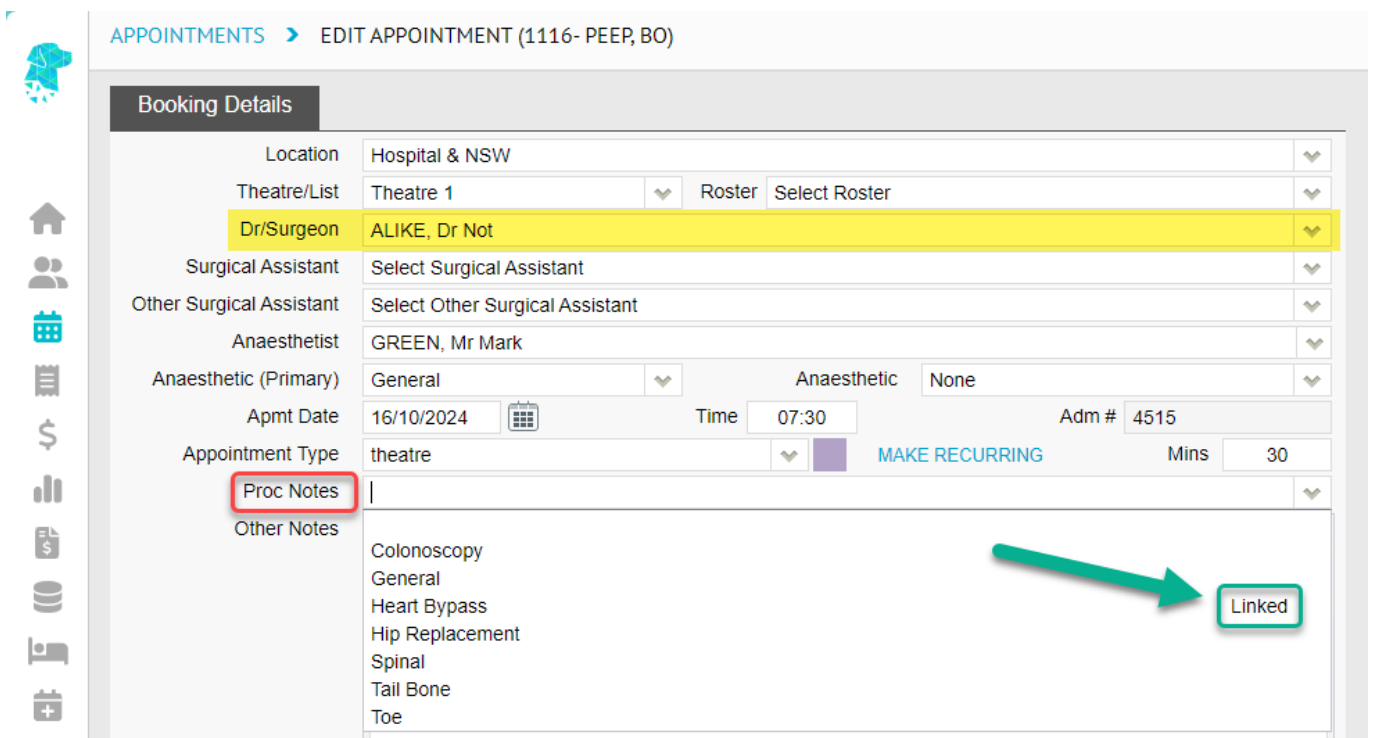 APPOINTMENTS > EDIT APPOINTMENT (1116- PEEP, BO)
Booking Details
Location Hospital & NSW
Theatre/List Theatre 1 Roster Select Roster
Dr/Surgeon ALIKE, Dr Not
Surgical Assistant Select Surgical Assistant
Other Surgical Assistant Select Other Surgical Assistant
Anaesthetist GREEN, Mr Mark
Anaesthetic (Primary) General Anaesthetic None
Apmt Date 16/10/2024 Time 07:30 Adm # 4515
Appointment Type theatre MAKE RECURRING Mins 30
Proc Notes
Other Notes
Colonoscopy
General
Heart Bypass Linked
Hip Replacement
Spinal
Tail Bone
Toe